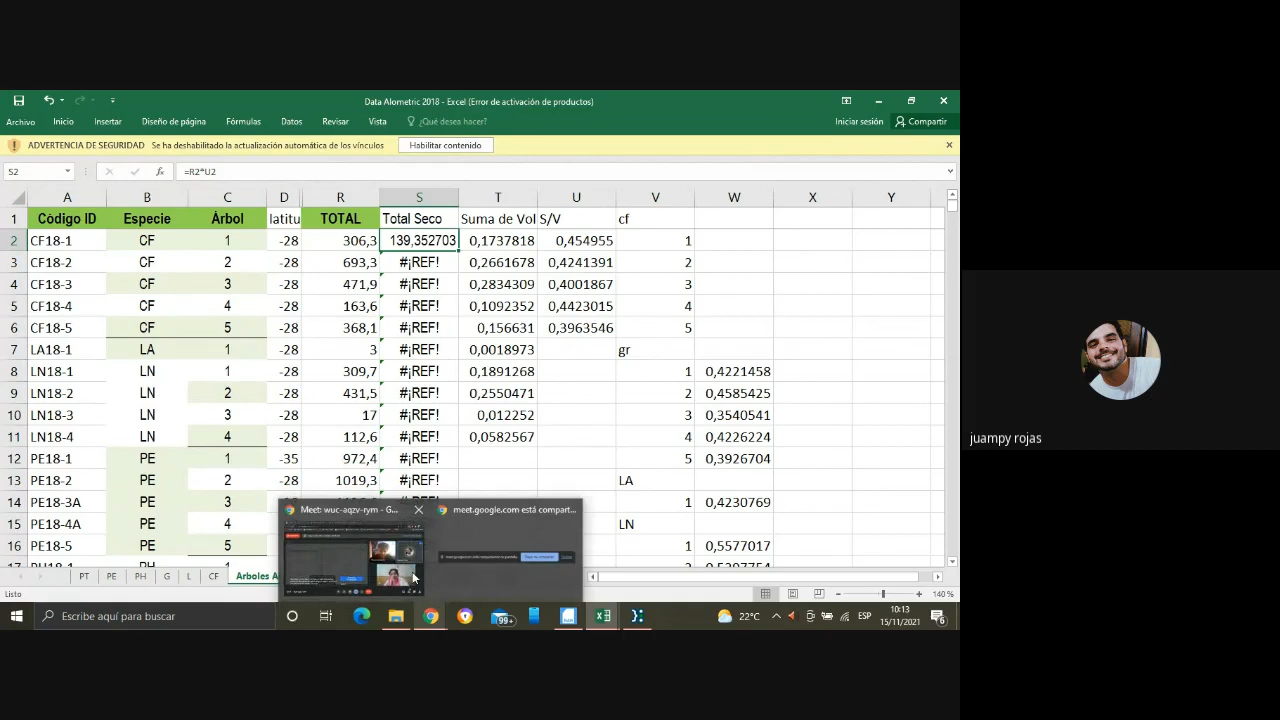 Data Alometric 2018 - Excel (Error de activación de productos)
Archivo Inicio Insertar Diseño de página Fórmulas Datos Revisar Vista ¿Qué desea hacer? Iniciar sesión Compartir
ADVERTENCIA DE SEGURIDAD Se ha deshabilitado la actualización automática de los vínculos Habilitar contenido
S2 fx =R2*U2
A B C D R S T U V W X Y
1 Código ID Especie Árbol latitu TOTAL Total Seco Suma de Vol S/V cf
2 CF18-1 CF 1 -28 306,3 139,352703 0,1737818 0,454955 1
3 CF18-2 CF 2 -28 693,3 #¡REF! 0,2661678 0,4241391 2
4 CF18-3 CF 3 -28 471,9 #¡REF! 0,2834309 0,4001867 3
5 CF18-4 CF 4 -28 163,6 #¡REF! 0,1092352 0,4423015 4
6 CF18-5 CF 5 -28 368,1 #¡REF! 0,156631 0,3963546 5
7 LA18-1 LA 1 -28 3 #¡REF! 0,0018973 gr
8 LN18-1 LN 1 -28 309,7 #¡REF! 0,1891268 1 0,4221458
9 LN18-2 LN 2 -28 431,5 #¡REF! 0,2550471 2 0,4585425
10 LN18-3 LN 3 -28 17 #¡REF! 0,012252 3 0,3540541
11 LN18-4 LN 4 -28 112,6 #¡REF! 0,0582567 4 0,4226224
12 PE18-1 PE 1 -35 972,4 #¡REF! 5 0,3926704
13 PE18-2 PE 2 -28 1019,3 #¡REF! LA
14 PE18-3A PE 3 1 0,4230769
15 PE18-4A PE 4 LN
16 PE18-5 PE 5 1 0,5577017
Meet: wuc-aqzv-rym - G... meet.google.com está compart...
PT PE PH G L CF Arboles A
Listo 140 %
Escribe aquí para buscar 99+ 22°C ESP 10:13
15/11/2021 6
juampy rojas